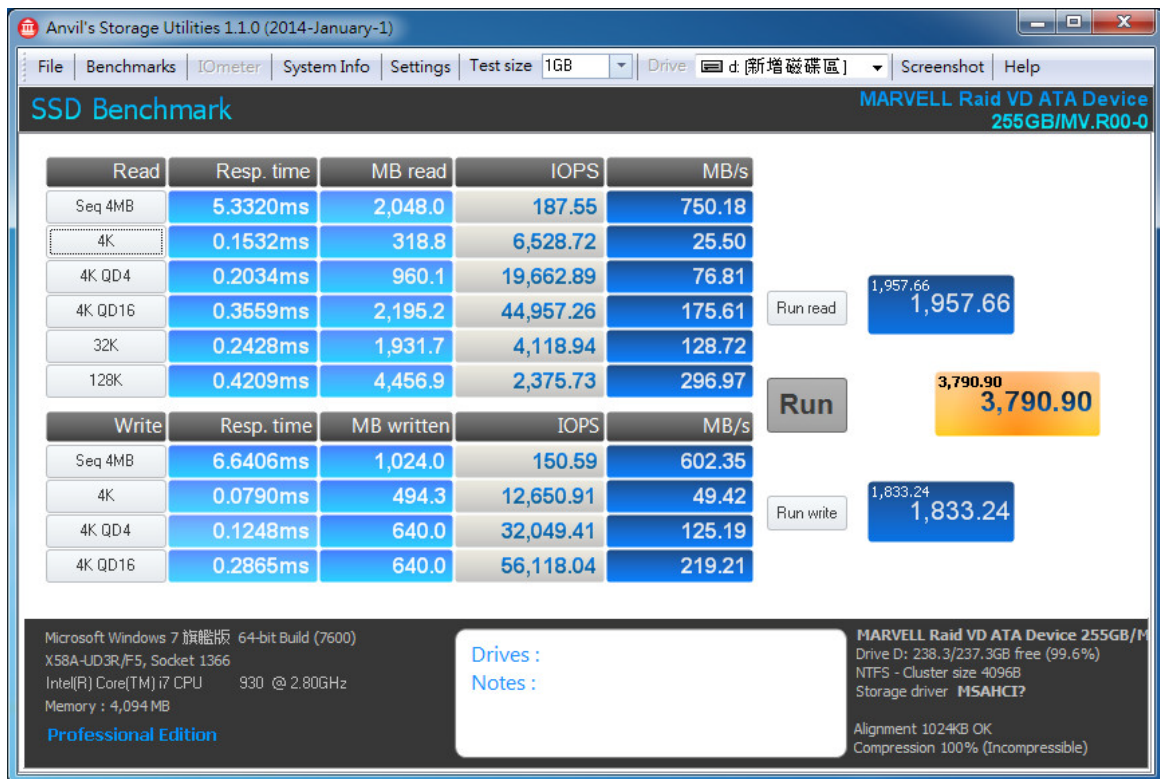 Anvil's Storage Utilities 1.1.0 (2014-January-1)
File Benchmarks IOmeter System Info Settings Test size 1GB Drive d: [新增磁碟區] Screenshot Help
SSD Benchmark
MARVELL Raid VD ATA Device
255GB/MV.R00-0
Read Resp. time MB read IOPS MB/s
Seq 4MB 5.3320ms 2,048.0 187.55 750.18
4K 0.1532ms 318.8 6,528.72 25.50
4K QD4 0.2034ms 960.1 19,662.89 76.81
4K QD16 0.3559ms 2,195.2 44,957.26 175.61
32K 0.2428ms 1,931.7 4,118.94 128.72
128K 0.4209ms 4,456.9 2,375.73 296.97
Run read
1,957.66
1,957.66
Run
3,790.90
3,790.90
Write Resp. time MB written IOPS MB/s
Seq 4MB 6.6406ms 1,024.0 150.59 602.35
4K 0.0790ms 494.3 12,650.91 49.42
4K QD4 0.1248ms 640.0 32,049.41 125.19
4K QD16 0.2865ms 640.0 56,118.04 219.21
Run write
1,833.24
1,833.24
Microsoft Windows 7 旗艦版 64-bit Build (7600)
X58A-UD3R/F5, Socket 1366
Intel(R) Core(TM) i7 CPU 930 @ 2.80GHz
Memory : 4,094 MB
Professional Edition
Drives :
Notes :
MARVELL Raid VD ATA Device 255GB/M
Drive D: 238.3/237.3GB free (99.6%)
NTFS - Cluster size 4096B
Storage driver MSAHCI?
Alignment 1024KB OK
Compression 100% (Incompressible)